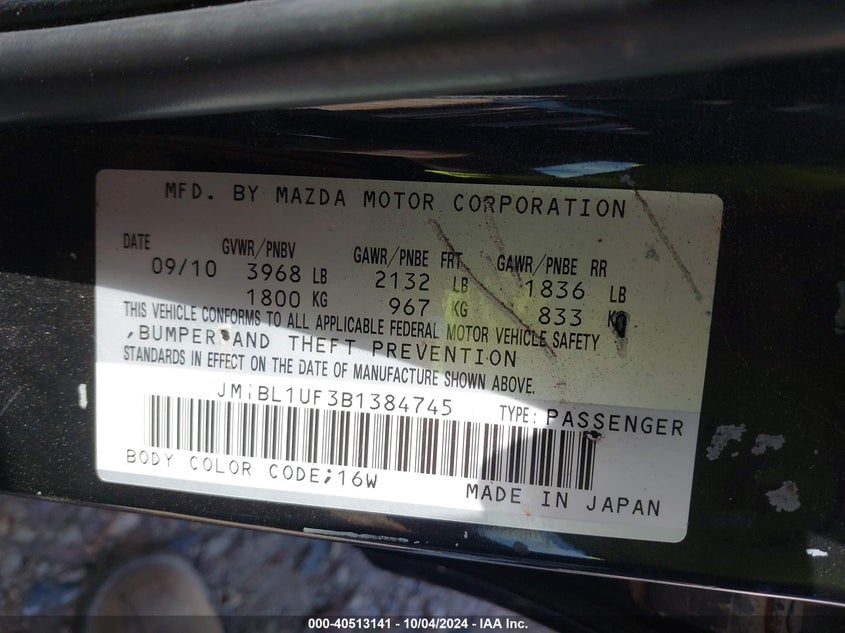 MFD. BY MAZDA MOTOR CORPORATION
DATE GVWR/PNBV GAWR/PNBE FRT GAWR/PNBE RR
09/10 3968 LB 2132 LB 1836 LB
1800 KG 967 KG 833 KG
THIS VEHICLE CONFORMS TO ALL APPLICABLE FEDERAL MOTOR VEHICLE SAFETY
,BUMPER AND THEFT PREVENTION
STANDARDS IN EFFECT ON THE DATE OF MANUFACTURE SHOWN ABOVE.
JM1BL1UF3B1384745 TYPE: PASSENGER
BODY COLOR CODE;16W
MADE IN JAPAN
000-40513141 - 10/04/2024 - IAA Inc.